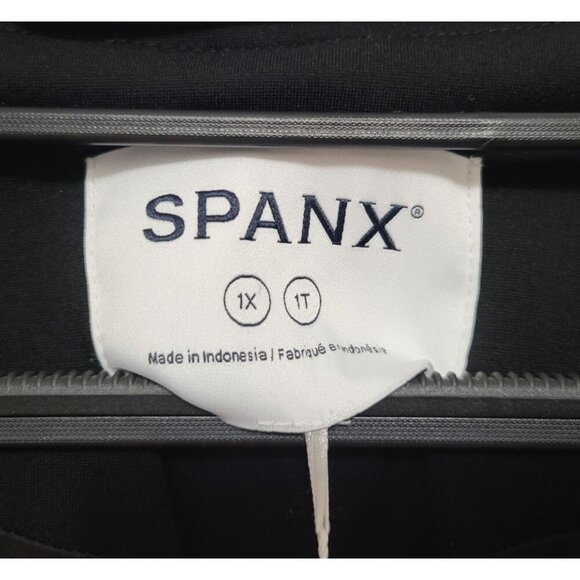 SPANX®
1X 1T
Made in Indonesia / Fabriqué en Indonésie